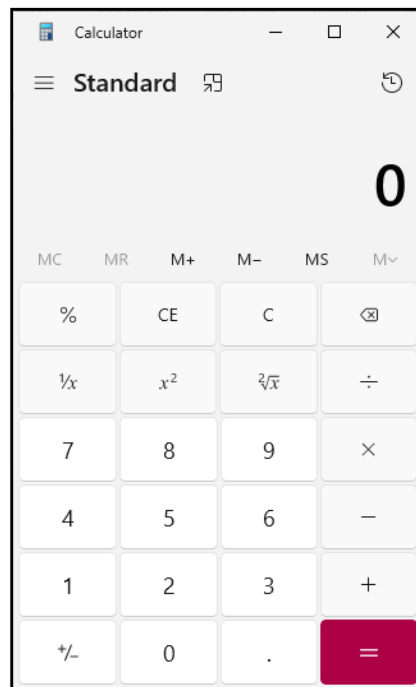 Calculator
Standard
0
MC MR M+ M− MS M
% CE C
¹/x x² ²√x ÷
7 8 9 ×
4 5 6 −
1 2 3 +
+/− 0 . =